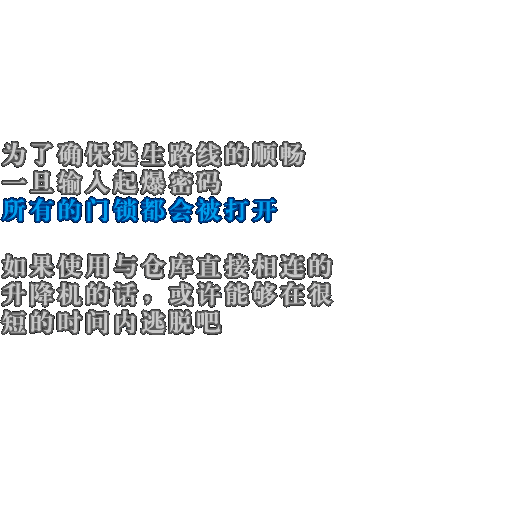 为了确保逃生路线的顺畅
一旦输入起爆密码
所有的门锁都会被打开
如果使用与仓库直接相连的
升降机的话，或许能够在很
短的时间内逃脱吧